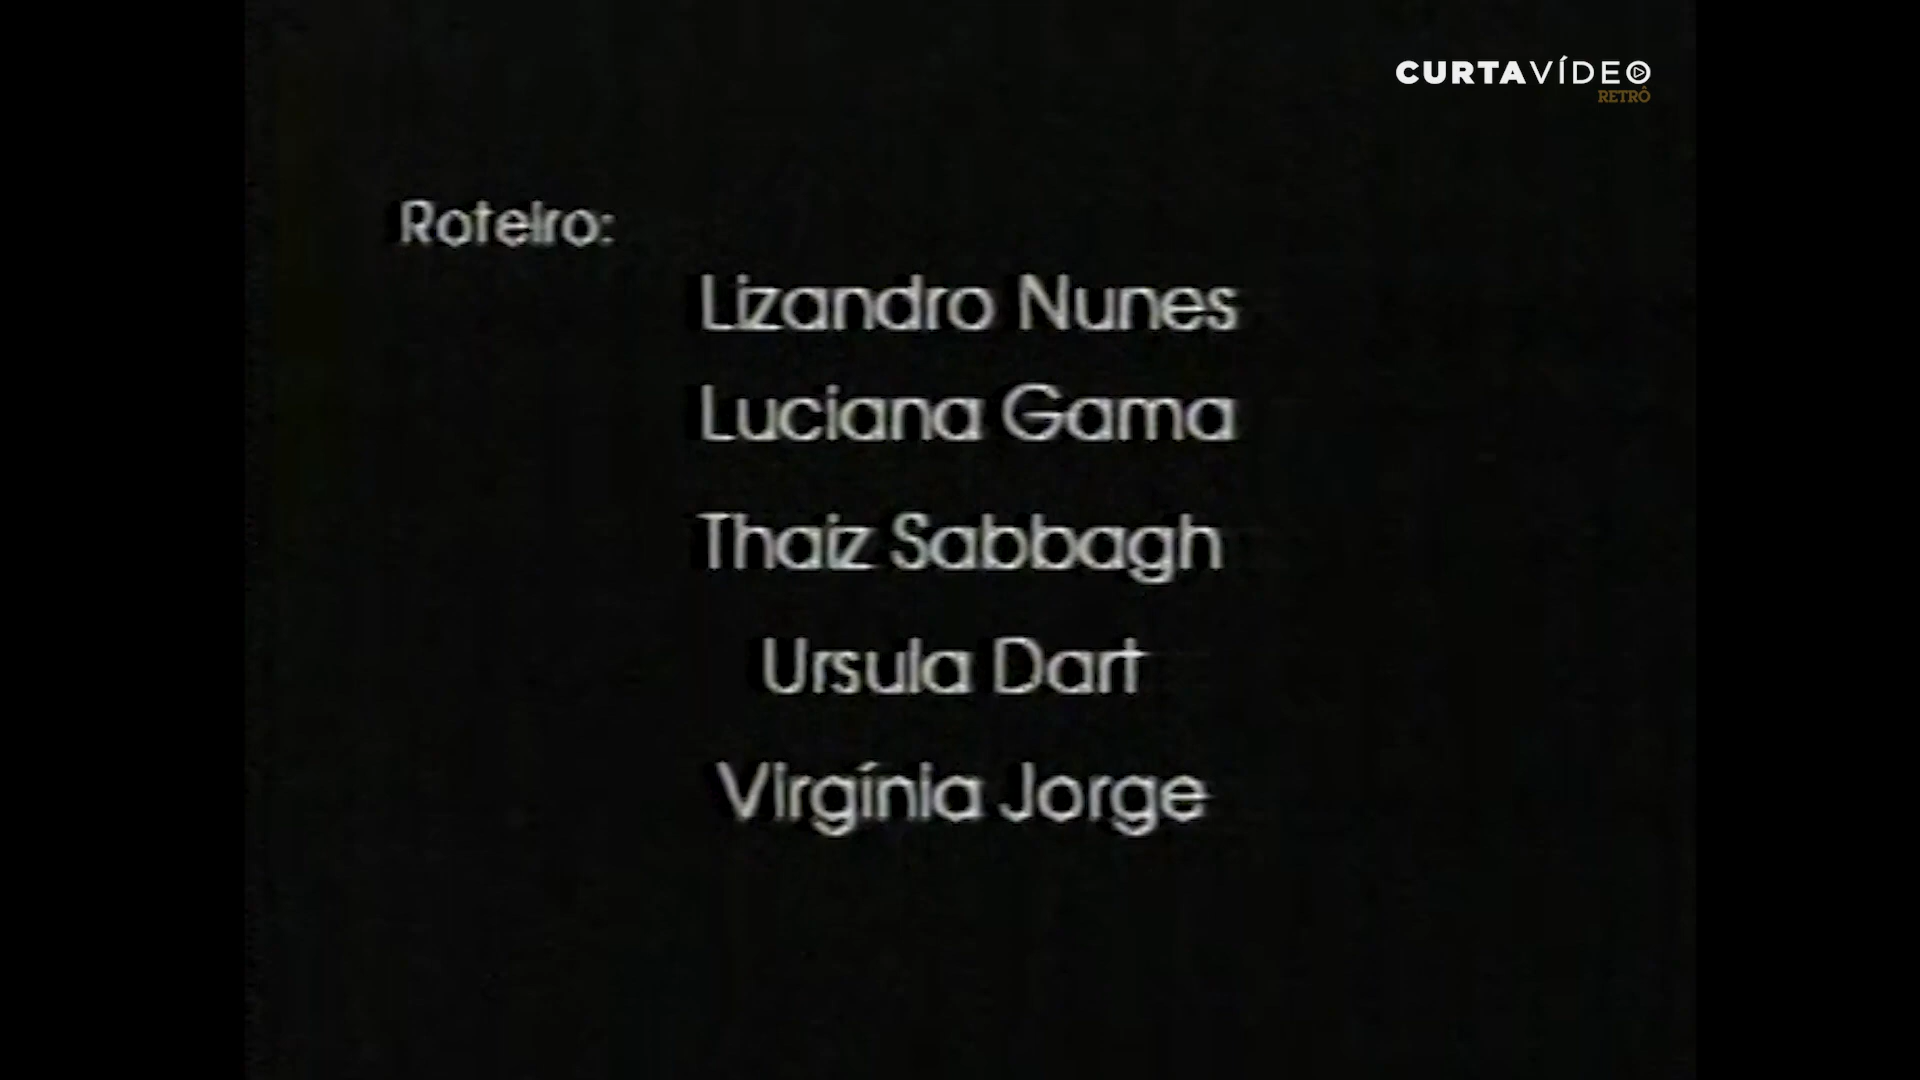 CURTAVÍDEO
RETRÔ
Roteiro:
Lizandro Nunes
Luciana Gama
Thaiz Sabbagh
Ursula Dart
Virgínia Jorge